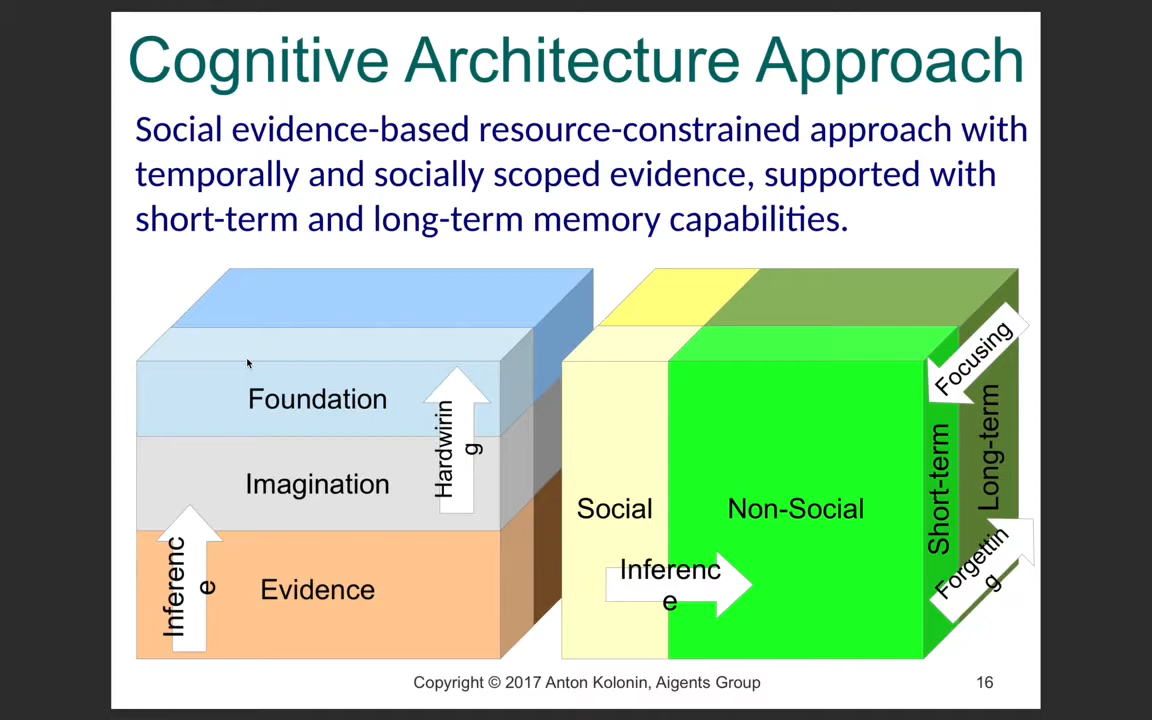 Cognitive Architecture Approach
Social evidence-based resource-constrained approach with
temporally and socially scoped evidence, supported with
short-term and long-term memory capabilities.
Foundation
Hardwirin
g
Imagination
Inferenc
e
Evidence
Social
Non-Social
Inferenc
e
Short-term
Long-term
Focusing
Forgettin
g
Copyright © 2017 Anton Kolonin, Aigents Group
16